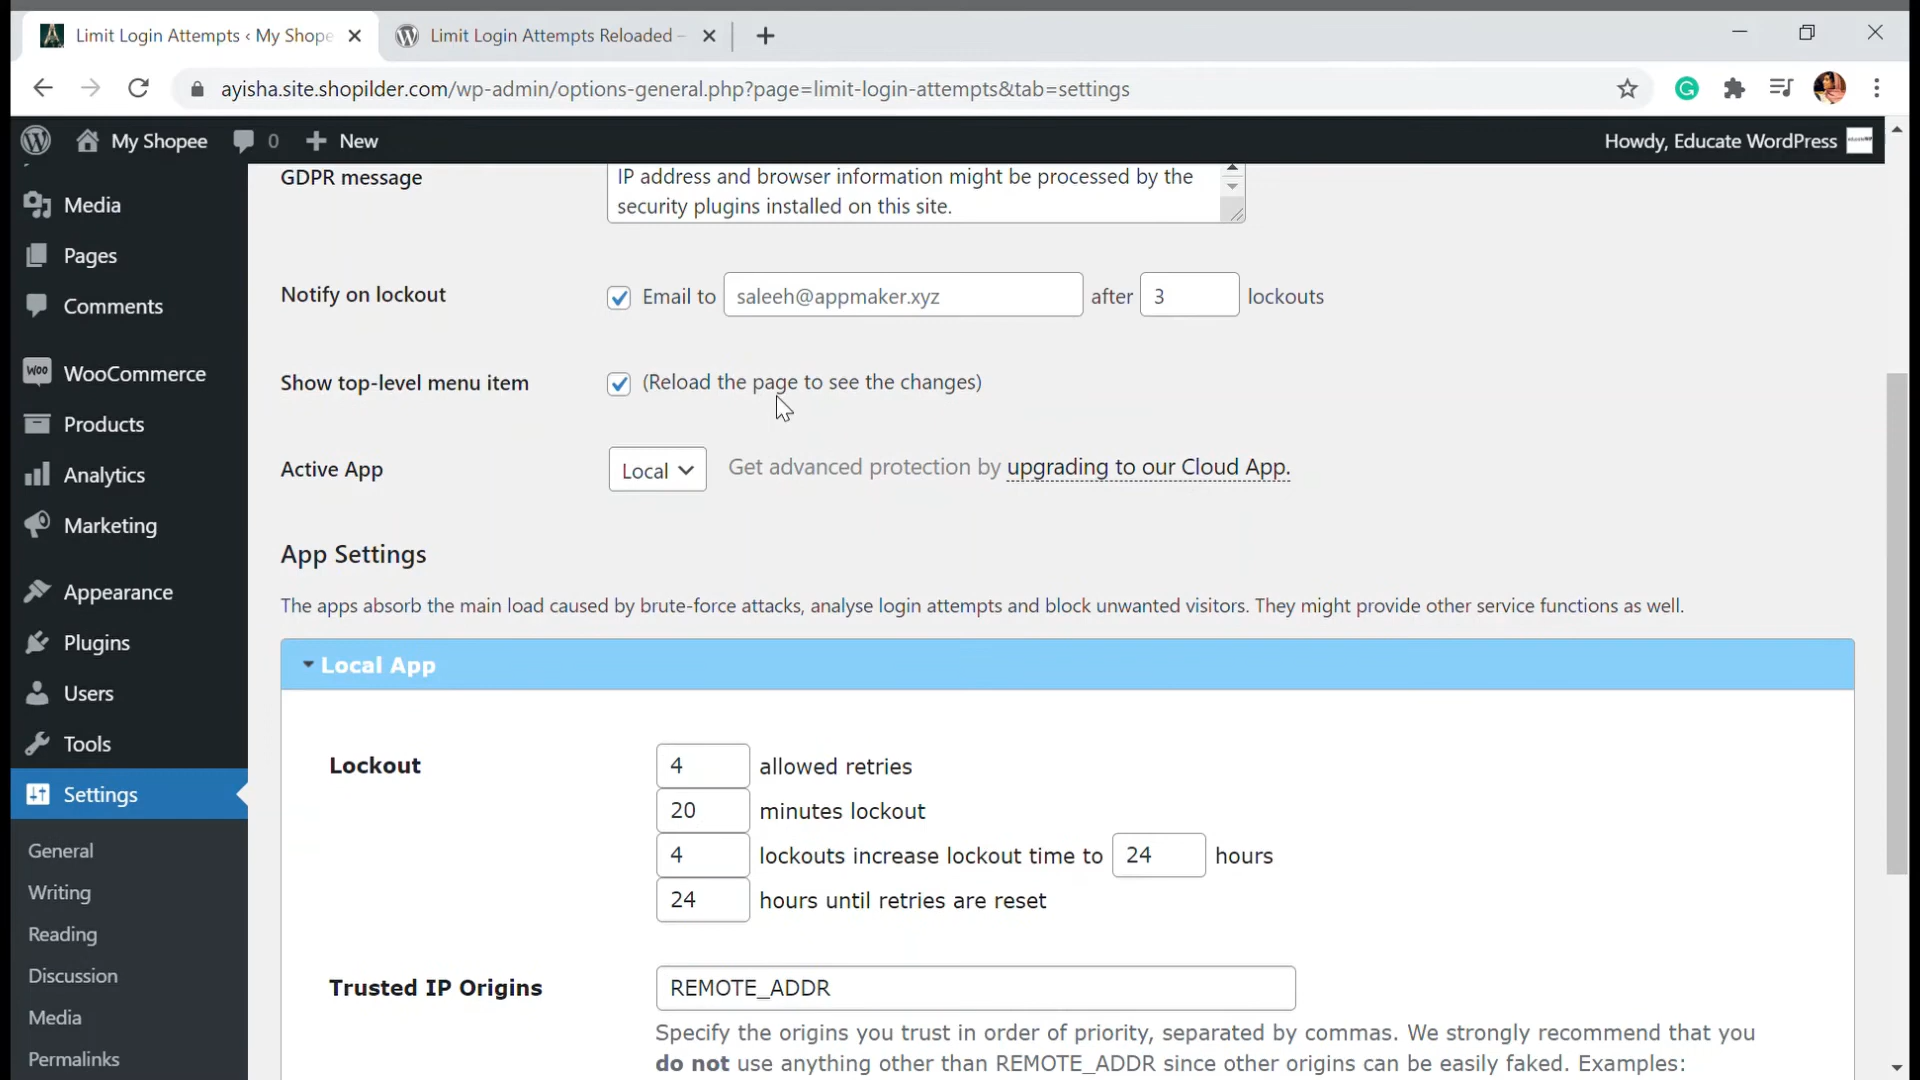 Limit Login Attempts ‹ My Shope
Limit Login Attempts Reloaded –
ayisha.site.shopilder.com/wp-admin/options-general.php?page=limit-login-attempts&tab=settings
My Shopee
0
New
Howdy, Educate WordPress
Media
Pages
Comments
WooCommerce
Products
Analytics
Marketing
Appearance
Plugins
Users
Tools
Settings
General
Writing
Reading
Discussion
Media
Permalinks
GDPR message
IP address and browser information might be processed by the
security plugins installed on this site.
Notify on lockout
Email to saleeh@appmaker.xyz after 3 lockouts
Show top-level menu item
(Reload the page to see the changes)
Active App
Local
Get advanced protection by upgrading to our Cloud App.
App Settings
The apps absorb the main load caused by brute-force attacks, analyse login attempts and block unwanted visitors. They might provide other service functions as well.
Local App
Lockout
4 allowed retries
20 minutes lockout
4 lockouts increase lockout time to 24 hours
24 hours until retries are reset
Trusted IP Origins
REMOTE_ADDR
Specify the origins you trust in order of priority, separated by commas. We strongly recommend that you
do not use anything other than REMOTE_ADDR since other origins can be easily faked. Examples: